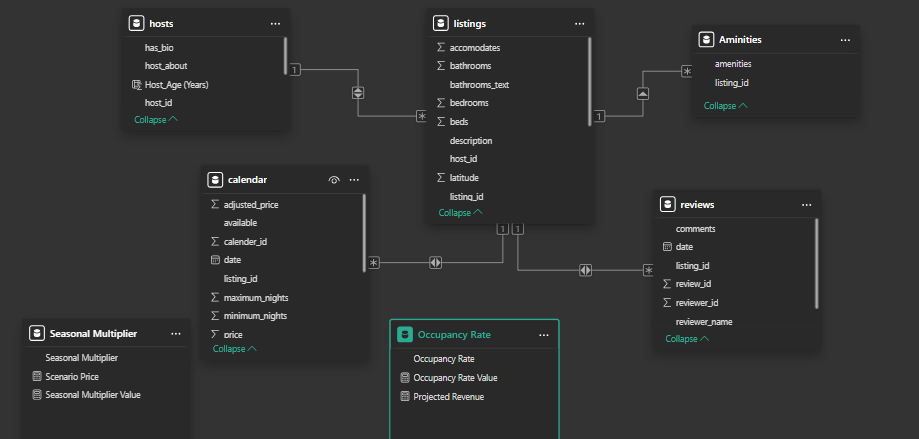 hosts
has_bio
host_about
Host_Age (Years)
host_id
Collapse
listings
accomodates
bathrooms
bathrooms_text
bedrooms
beds
description
host_id
latitude
listing_id
Collapse
Aminities
amenities
listing_id
Collapse
1
*
1
*
calendar
adjusted_price
available
calender_id
date
listing_id
maximum_nights
minimum_nights
price
Collapse
reviews
comments
date
listing_id
review_id
reviewer_id
reviewer_name
Collapse
1
1
*
*
Seasonal Multiplier
Seasonal Multiplier
Scenario Price
Seasonal Multiplier Value
Occupancy Rate
Occupancy Rate
Occupancy Rate Value
Projected Revenue